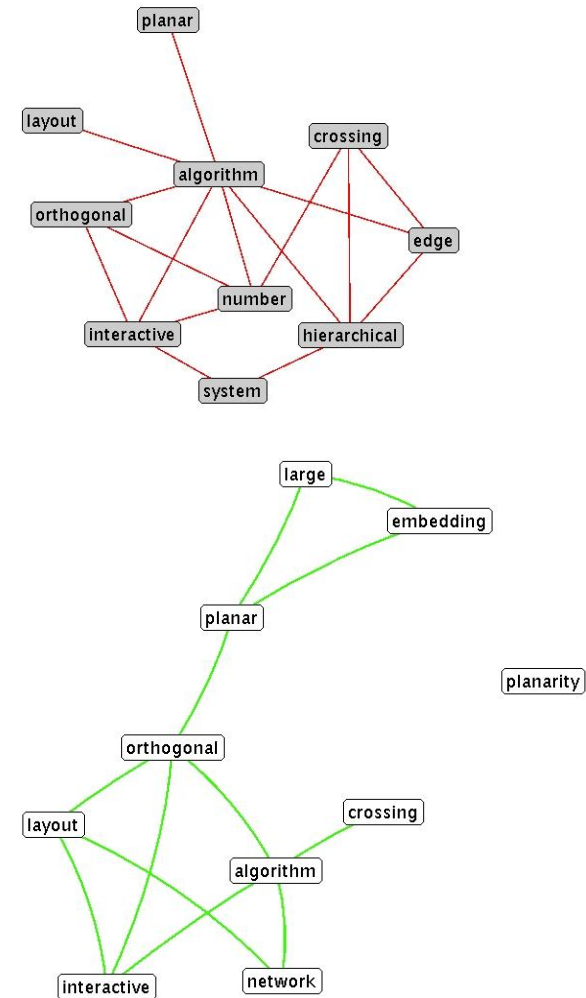 planar
layout
crossing
algorithm
orthogonal
edge
number
interactive
hierarchical
system
large
embedding
planar
planarity
orthogonal
crossing
layout
algorithm
network
interactive